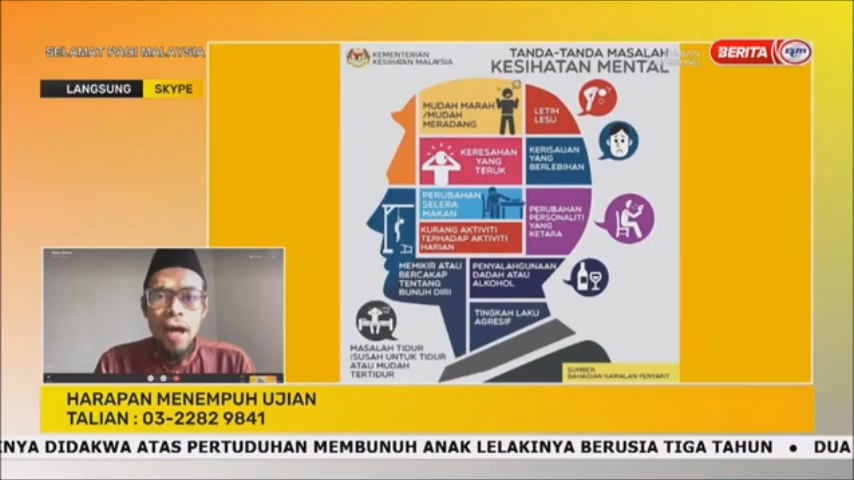 SELAMAT PAGI MALAYSIA
BERITA
LANGSUNG SKYPE
KEMENTERIAN
KESIHATAN MALAYSIA
TANDA-TANDA MASALAH
KESIHATAN MENTAL
MUDAH MARAH
/MUDAH
MERADANG
LETIH
LESU
KERESAHAN
YANG
TERUK
KERISAUAN
YANG
BERLEBIHAN
PERUBAHAN
SELERA
MAKAN
PERUBAHAN
PERSONALITI
YANG
KETARA
KURANG AKTIVITI
TERHADAP AKTIVITI
HARIAN
MEMIKIR ATAU
BERCAKAP
TENTANG
BUNUH DIRI
PENYALAHGUNAAN
DADAH ATAU
ALKOHOL
TINGKAH LAKU
AGRESIF
MASALAH TIDUR
(SUSAH UNTUK TIDUR
ATAU MUDAH
TERTIDUR
SUMBER:
BAHAGIAN KAWALAN PENYAKIT
HARAPAN MENEMPUH UJIAN
TALIAN : 03-2282 9841
INYA DIDAKWA ATAS PERTUDUHAN MEMBUNUH ANAK LELAKINYA BERUSIA TIGA TAHUN • DUA